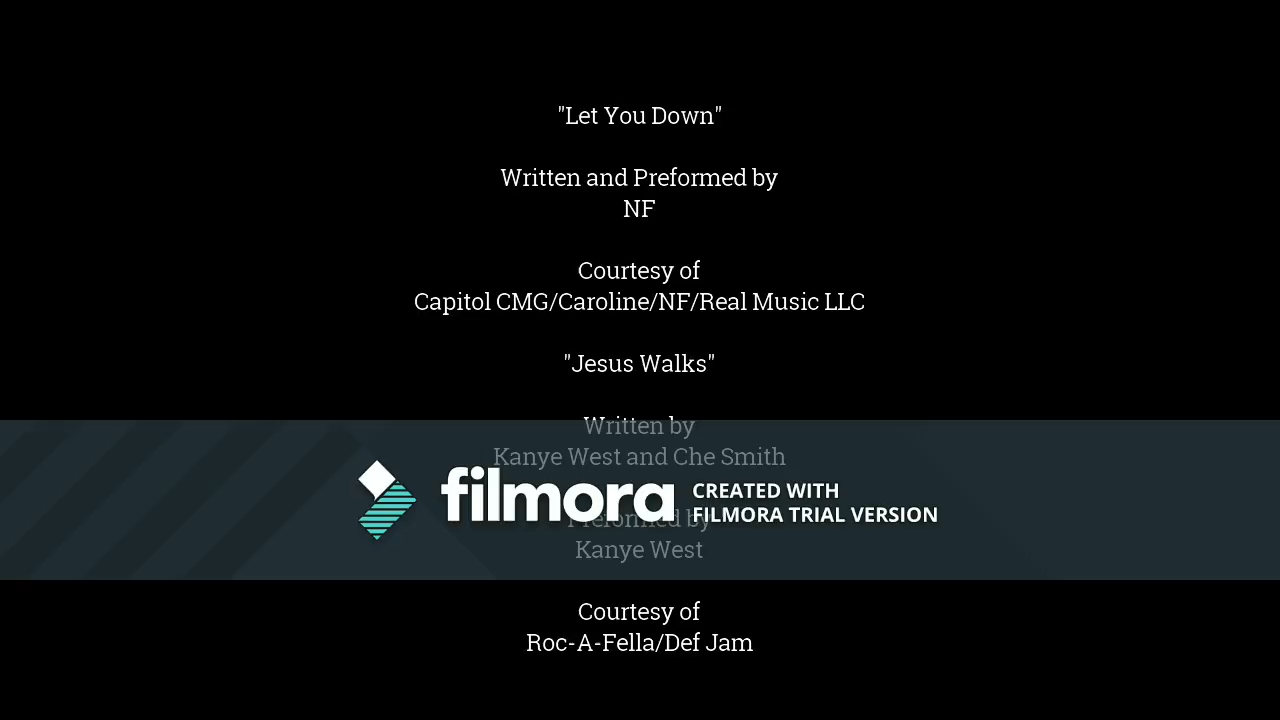 "Let You Down"
Written and Preformed by
NF
Courtesy of
Capitol CMG/Caroline/NF/Real Music LLC
"Jesus Walks"
Written by
Kanye West and Che Smith
filmora
CREATED WITH
FILMORA TRIAL VERSION
Preformed by
Kanye West
Courtesy of
Roc-A-Fella/Def Jam